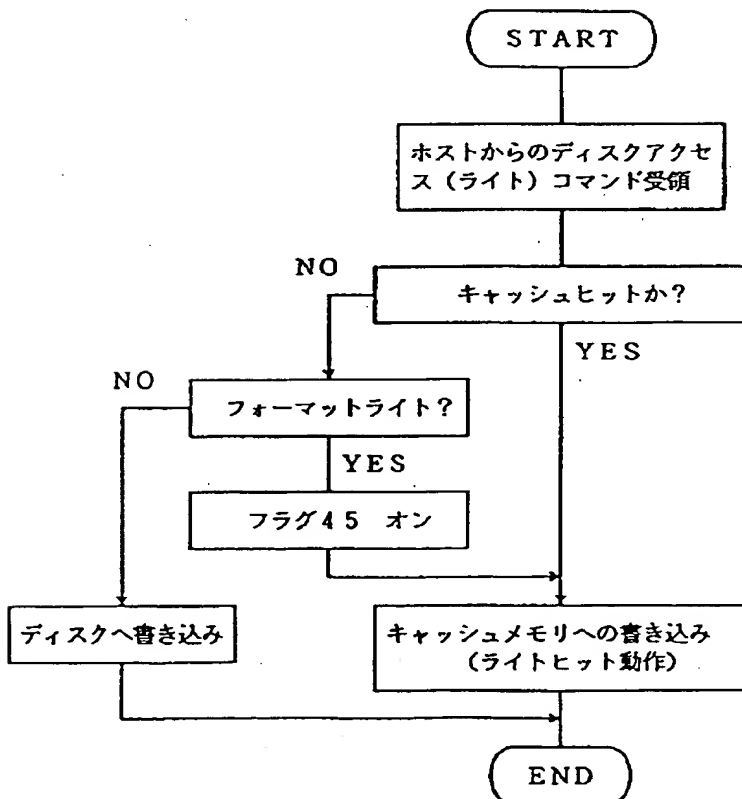 START
ホストからのディスクアクセ
ス(ライト)コマンド受領
NO
キャッシュヒットか?
YES
NO
フォーマットライト?
YES
フラグ45 オン
ディスクへ書き込み
キャッシュメモリへの書き込み
(ライトヒット動作)
END